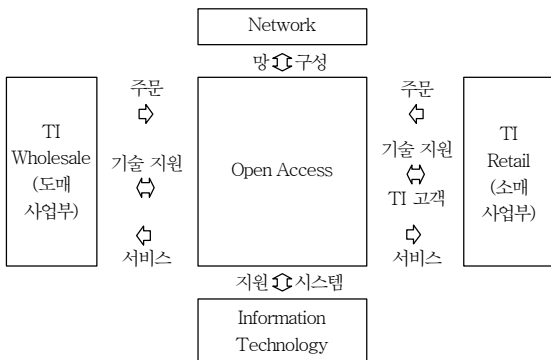 Network
망 구성
주문
TI
Wholesale
(도매
사업부)
기술 지원
서비스
Open Access
주문
기술 지원
TI 고객
서비스
TI
Retail
(소매
사업부)
지원 시스템
Information
Technology